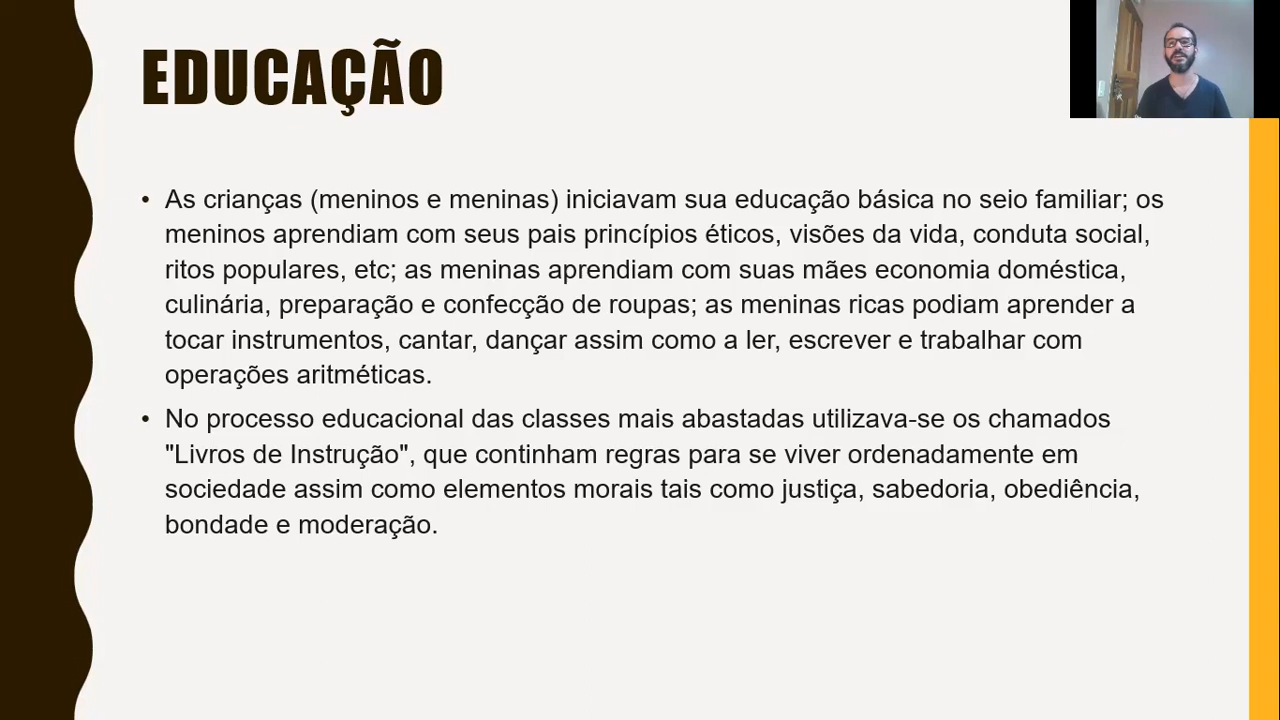 EDUCAÇÃO
• As crianças (meninos e meninas) iniciavam sua educação básica no seio familiar; os
meninos aprendiam com seus pais princípios éticos, visões da vida, conduta social,
ritos populares, etc; as meninas aprendiam com suas mães economia doméstica,
culinária, preparação e confecção de roupas; as meninas ricas podiam aprender a
tocar instrumentos, cantar, dançar assim como a ler, escrever e trabalhar com
operações aritméticas.
• No processo educacional das classes mais abastadas utilizava-se os chamados
"Livros de Instrução", que continham regras para se viver ordenadamente em
sociedade assim como elementos morais tais como justiça, sabedoria, obediência,
bondade e moderação.